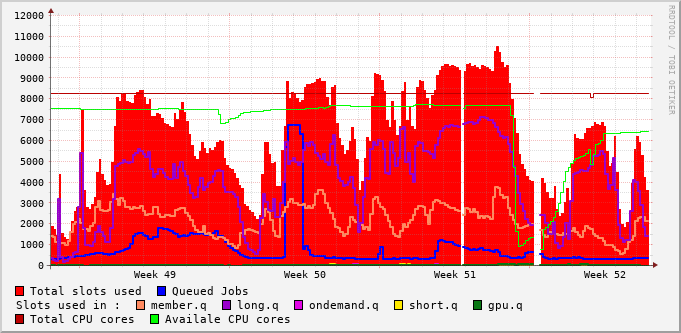 12000
11000
10000
9000
8000
7000
6000
5000
4000
3000
2000
1000
0
Week 49 Week 50 Week 51 Week 52
RRDTOOL / TOBI OETIKER
Total slots used Queued Jobs
Slots used in : member.q long.q ondemand.q short.q gpu.q
Total CPU cores Availale CPU cores